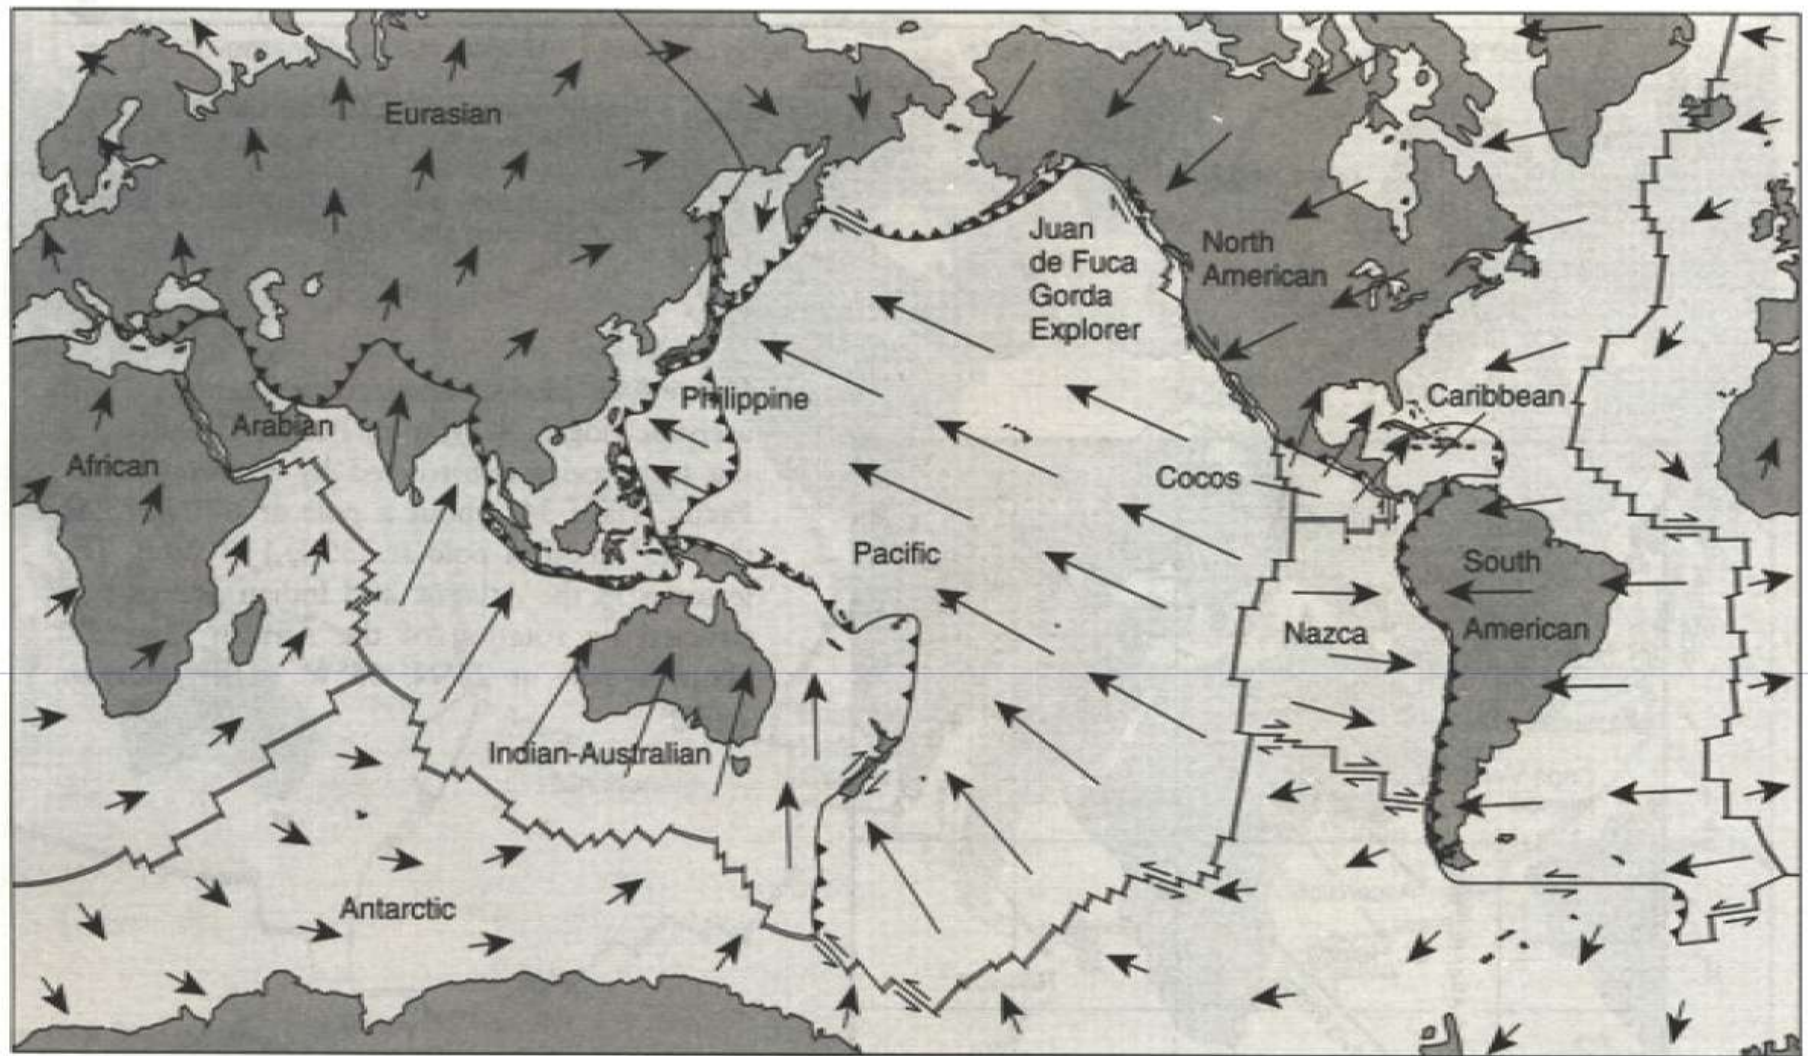 Eurasian
Juan
de Fuca
Gorda
Explorer
North
American
Philippine
Caribbean
Arabian
African
Cocos
Pacific
South
American
Nazca
Indian-Australian
Antarctic